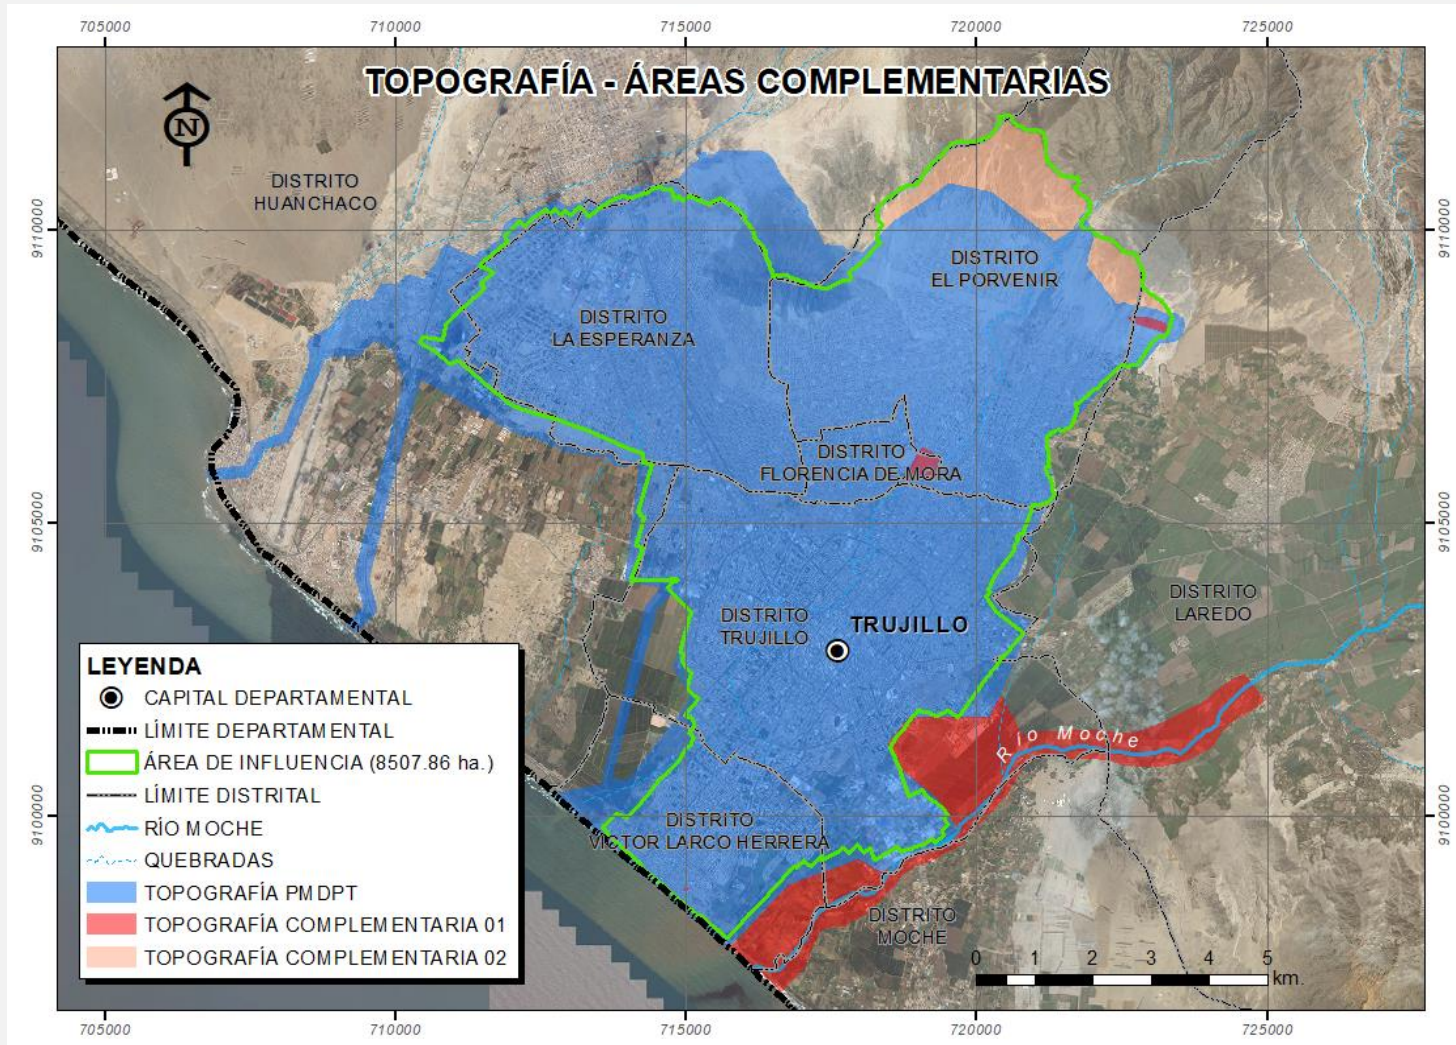 705000
710000
715000
720000
725000
TOPOGRAFÍA - ÁREAS COMPLEMENTARIAS
N
DISTRITO
HUANCHACO
9110000
9110000
DISTRITO
EL PORVENIR
DISTRITO
LA ESPERANZA
DISTRITO
FLORENCIA DE MORA
9105000
9105000
DISTRITO
LAREDO
DISTRITO
TRUJILLO
TRUJILLO
Río Moche
9100000
9100000
DISTRITO
VICTOR LARCO HERRERA
DISTRITO
MOCHE
LEYENDA
CAPITAL DEPARTAMENTAL
LÍMITE DEPARTAMENTAL
ÁREA DE INFLUENCIA (8507.86 ha.)
LÍMITE DISTRITAL
RÍO MOCHE
QUEBRADAS
TOPOGRAFÍA PMDPT
TOPOGRAFÍA COMPLEMENTARIA 01
TOPOGRAFÍA COMPLEMENTARIA 02
0 1 2 3 4 5
km.
705000
710000
715000
720000
725000